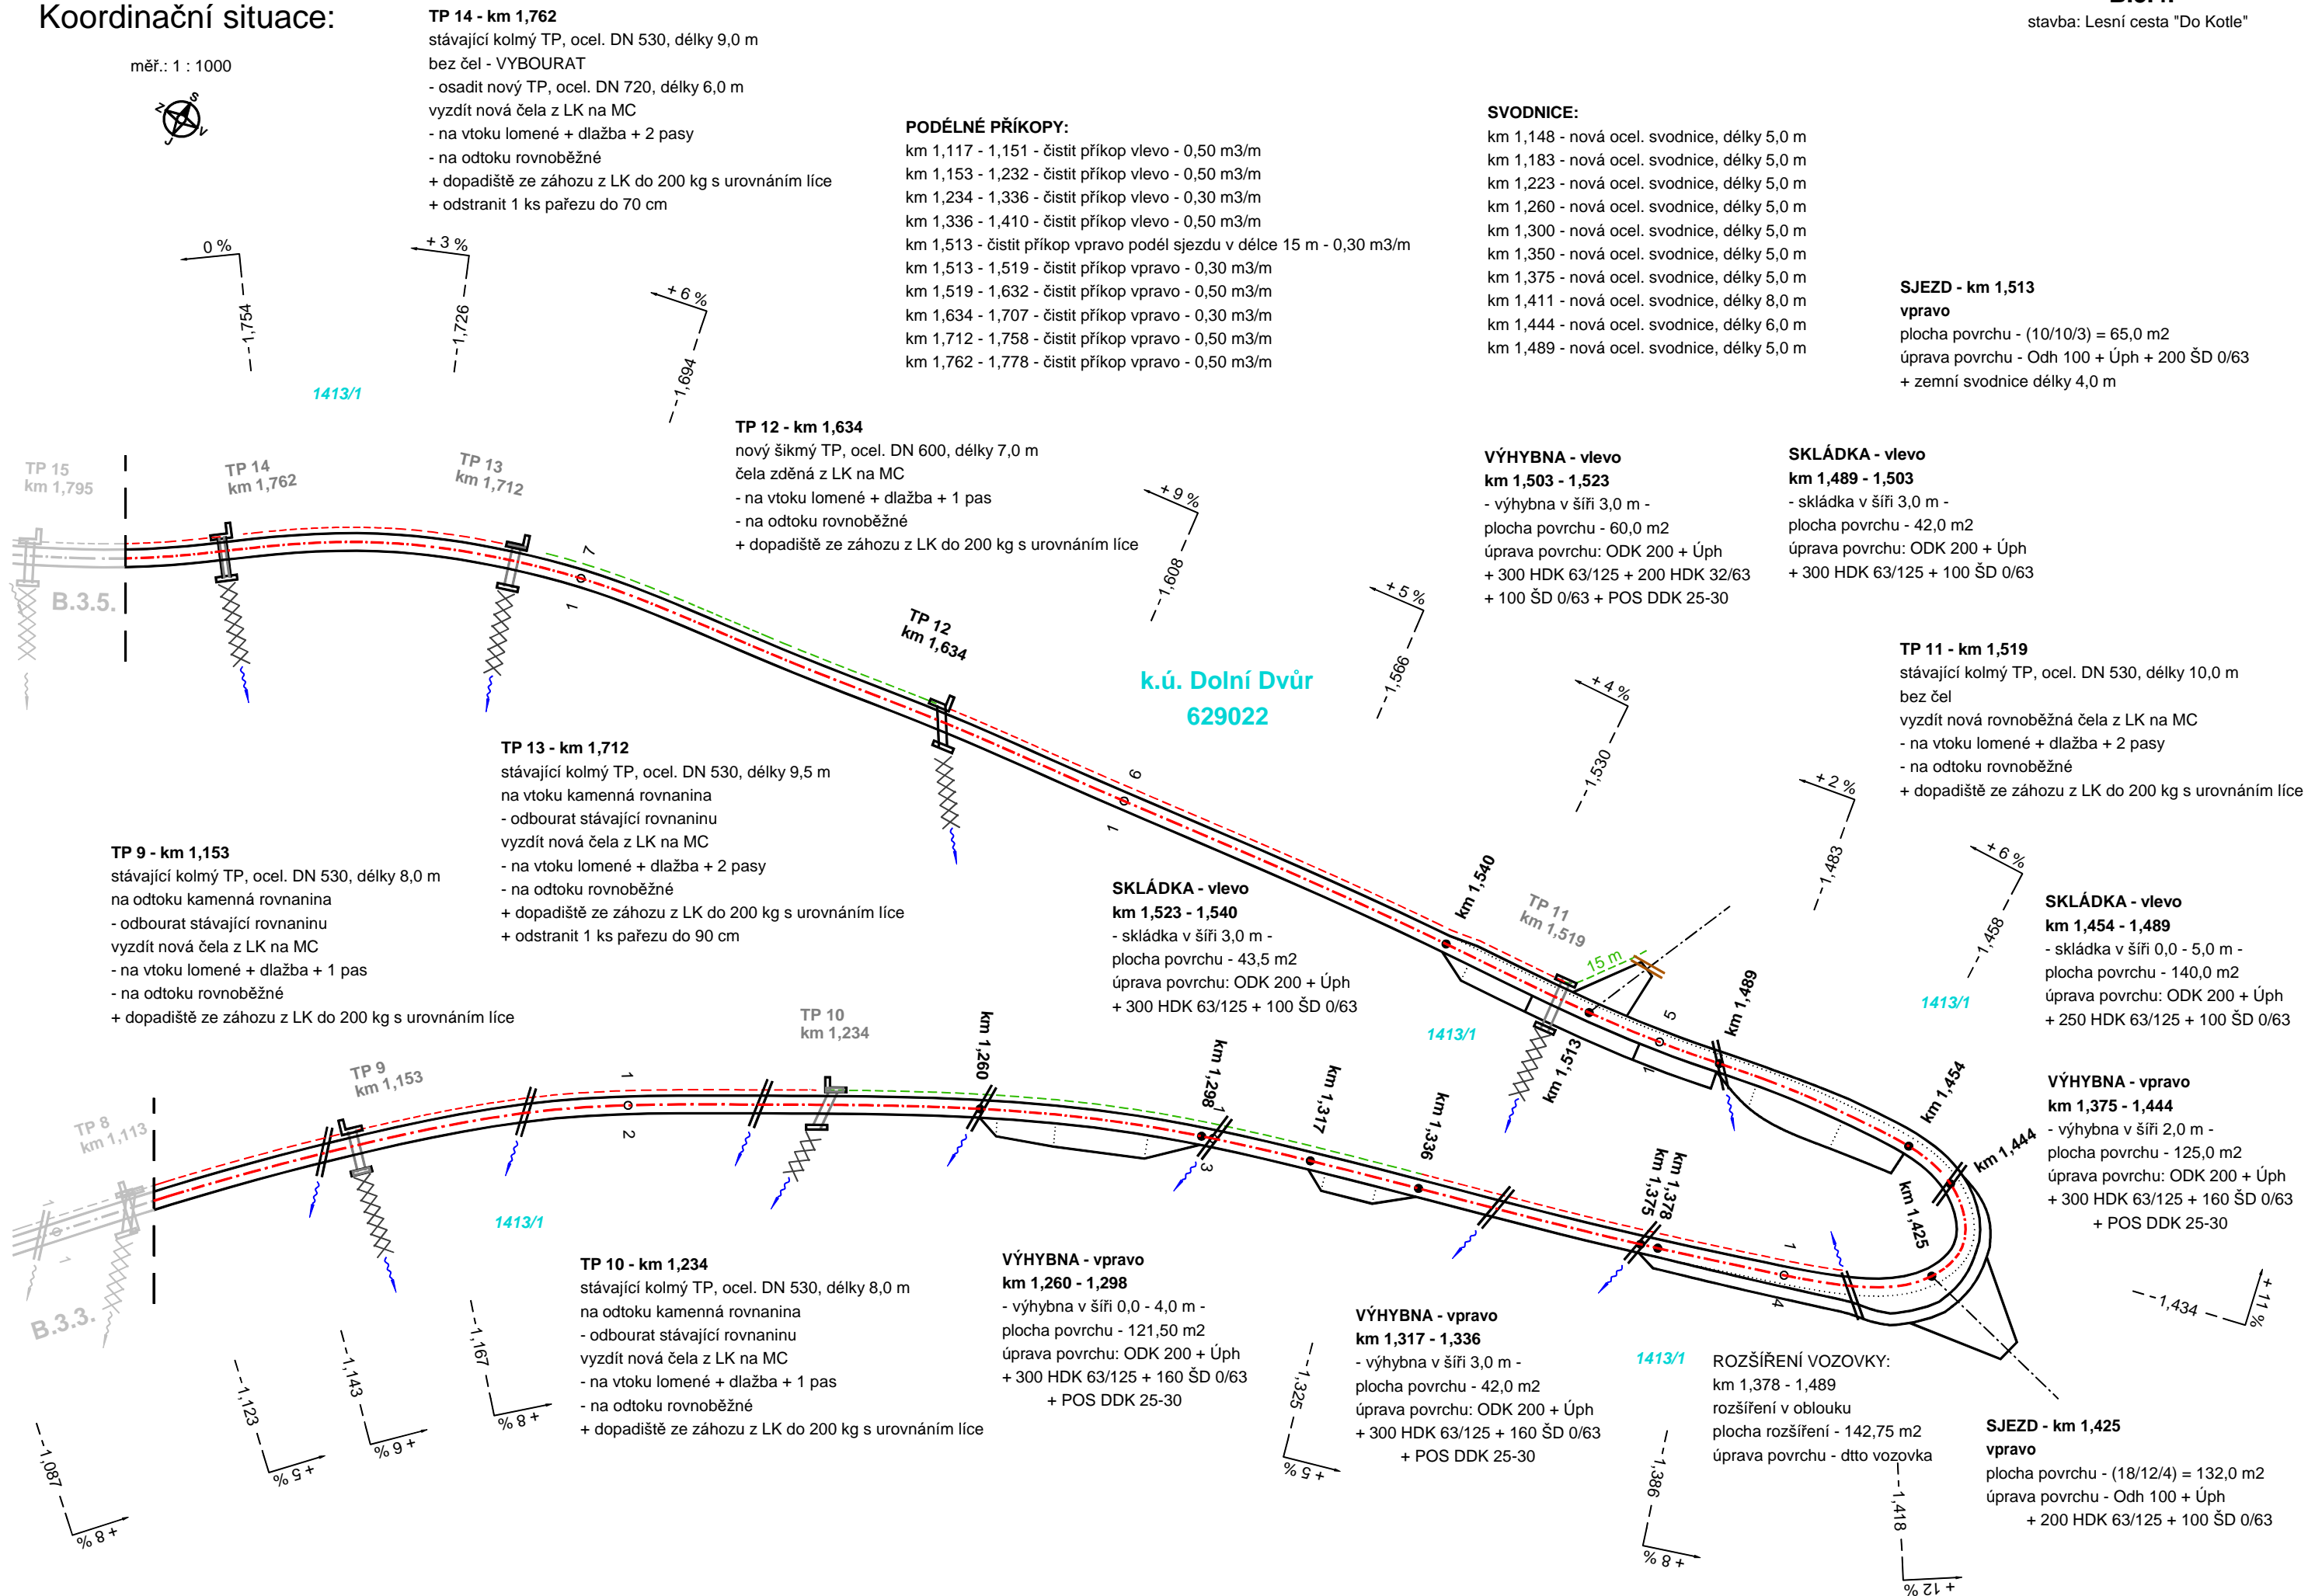 Koordinační situace:
měř.: 1 : 1000
S
V
J
Z
stavba: Lesní cesta "Do Kotle"
TP 14 - km 1,762
stávající kolmý TP, ocel. DN 530, délky 9,0 m
bez čel - VYBOURAT
- osadit nový TP, ocel. DN 720, délky 6,0 m
vyzdít nová čela z LK na MC
- na vtoku lomené + dlažba + 2 pasy
- na odtoku rovnoběžné
+ dopadiště ze záhozu z LK do 200 kg s urovnáním líce
+ odstranit 1 ks pařezu do 70 cm
PODÉLNÉ PŘÍKOPY:
km 1,117 - 1,151 - čistit příkop vlevo - 0,50 m3/m
km 1,153 - 1,232 - čistit příkop vlevo - 0,50 m3/m
km 1,234 - 1,336 - čistit příkop vlevo - 0,30 m3/m
km 1,336 - 1,410 - čistit příkop vlevo - 0,50 m3/m
km 1,513 - čistit příkop vpravo podél sjezdu v délce 15 m - 0,30 m3/m
km 1,513 - 1,519 - čistit příkop vpravo - 0,30 m3/m
km 1,519 - 1,632 - čistit příkop vpravo - 0,50 m3/m
km 1,634 - 1,707 - čistit příkop vpravo - 0,30 m3/m
km 1,712 - 1,758 - čistit příkop vpravo - 0,50 m3/m
km 1,762 - 1,778 - čistit příkop vpravo - 0,50 m3/m
SVODNICE:
km 1,148 - nová ocel. svodnice, délky 5,0 m
km 1,183 - nová ocel. svodnice, délky 5,0 m
km 1,223 - nová ocel. svodnice, délky 5,0 m
km 1,260 - nová ocel. svodnice, délky 5,0 m
km 1,300 - nová ocel. svodnice, délky 5,0 m
km 1,350 - nová ocel. svodnice, délky 5,0 m
km 1,375 - nová ocel. svodnice, délky 5,0 m
km 1,411 - nová ocel. svodnice, délky 8,0 m
km 1,444 - nová ocel. svodnice, délky 6,0 m
km 1,489 - nová ocel. svodnice, délky 5,0 m
SJEZD - km 1,513
vpravo
plocha povrchu - (10/10/3) = 65,0 m2
úprava povrchu - Odh 100 + Úph + 200 ŠD 0/63
+ zemní svodnice délky 4,0 m
0 %
1,754
+ 3 %
1,726
+ 6 %
1,694
1413/1
TP 12 - km 1,634
nový šikmý TP, ocel. DN 600, délky 7,0 m
čela zděná z LK na MC
- na vtoku lomené + dlažba + 1 pas
- na odtoku rovnoběžné
+ dopadiště ze záhozu z LK do 200 kg s urovnáním líce
VÝHYBNA - vlevo
km 1,503 - 1,523
- výhybna v šíři 3,0 m -
plocha povrchu - 60,0 m2
úprava povrchu: ODK 200 + Úph
+ 300 HDK 63/125 + 200 HDK 32/63
+ 100 ŠD 0/63 + POS DDK 25-30
SKLÁDKA - vlevo
km 1,489 - 1,503
- skládka v šíři 3,0 m -
plocha povrchu - 42,0 m2
úprava povrchu: ODK 200 + Úph
+ 300 HDK 63/125 + 100 ŠD 0/63
TP 15
km 1,795
TP 14
km 1,762
TP 13
km 1,712
+ 9 %
1,608
+ 5 %
1,566
B.3.5.
7
1
TP 12
km 1,634
k.ú. Dolní Dvůr
629022
+ 4 %
1,530
TP 11 - km 1,519
stávající kolmý TP, ocel. DN 530, délky 10,0 m
bez čel
vyzdít nová rovnoběžná čela z LK na MC
- na vtoku lomené + dlažba + 2 pasy
- na odtoku rovnoběžné
+ dopadiště ze záhozu z LK do 200 kg s urovnáním líce
TP 13 - km 1,712
stávající kolmý TP, ocel. DN 530, délky 9,5 m
na vtoku kamenná rovnanina
- odbourat stávající rovnaninu
vyzdít nová čela z LK na MC
- na vtoku lomené + dlažba + 2 pasy
- na odtoku rovnoběžné
+ dopadiště ze záhozu z LK do 200 kg s urovnáním líce
+ odstranit 1 ks pařezu do 90 cm
6
1
+ 2 %
1,483
TP 9 - km 1,153
stávající kolmý TP, ocel. DN 530, délky 8,0 m
na odtoku kamenná rovnanina
- odbourat stávající rovnaninu
vyzdít nová čela z LK na MC
- na vtoku lomené + dlažba + 1 pas
- na odtoku rovnoběžné
+ dopadiště ze záhozu z LK do 200 kg s urovnáním líce
SKLÁDKA - vlevo
km 1,523 - 1,540
- skládka v šíři 3,0 m -
plocha povrchu - 43,5 m2
úprava povrchu: ODK 200 + Úph
+ 300 HDK 63/125 + 100 ŠD 0/63
km 1,540
TP 11
km 1,519
15 m
+ 6 %
1,458
SKLÁDKA - vlevo
km 1,454 - 1,489
- skládka v šíři 0,0 - 5,0 m -
plocha povrchu - 140,0 m2
úprava povrchu: ODK 200 + Úph
+ 250 HDK 63/125 + 100 ŠD 0/63
1413/1
1413/1
km 1,489
5
1
km 1,513
TP 10
km 1,234
km 1,260
km 1,298
1
3
km 1,317
km 1,336
km 1,454
km 1,444
km 1,425
VÝHYBNA - vpravo
km 1,375 - 1,444
- výhybna v šíři 2,0 m -
plocha povrchu - 125,0 m2
úprava povrchu: ODK 200 + Úph
+ 300 HDK 63/125 + 160 ŠD 0/63
+ POS DDK 25-30
TP 9
km 1,153
TP 8
km 1,113
1
1
1
2
km 1,375
km 1,378
1
4
1413/1
B.3.3.
TP 10 - km 1,234
stávající kolmý TP, ocel. DN 530, délky 8,0 m
na odtoku kamenná rovnanina
- odbourat stávající rovnaninu
vyzdít nová čela z LK na MC
- na vtoku lomené + dlažba + 1 pas
- na odtoku rovnoběžné
+ dopadiště ze záhozu z LK do 200 kg s urovnáním líce
VÝHYBNA - vpravo
km 1,260 - 1,298
- výhybna v šíři 0,0 - 4,0 m -
plocha povrchu - 121,50 m2
úprava povrchu: ODK 200 + Úph
+ 300 HDK 63/125 + 160 ŠD 0/63
+ POS DDK 25-30
VÝHYBNA - vpravo
km 1,317 - 1,336
- výhybna v šíři 3,0 m -
plocha povrchu - 42,0 m2
úprava povrchu: ODK 200 + Úph
+ 300 HDK 63/125 + 160 ŠD 0/63
+ POS DDK 25-30
1413/1
ROZŠÍŘENÍ VOZOVKY:
km 1,378 - 1,489
rozšíření v oblouku
plocha rozšíření - 142,75 m2
úprava povrchu - dtto vozovka
1,434
+ 11 %
SJEZD - km 1,425
vpravo
plocha povrchu - (18/12/4) = 132,0 m2
úprava povrchu - Odh 100 + Úph
+ 200 HDK 63/125 + 100 ŠD 0/63
1,087
+ 8 %
1,123
+ 5 %
1,143
+ 6 %
1,167
+ 8 %
1,325
+ 5 %
1,386
+ 8 %
1,418
+ 12 %